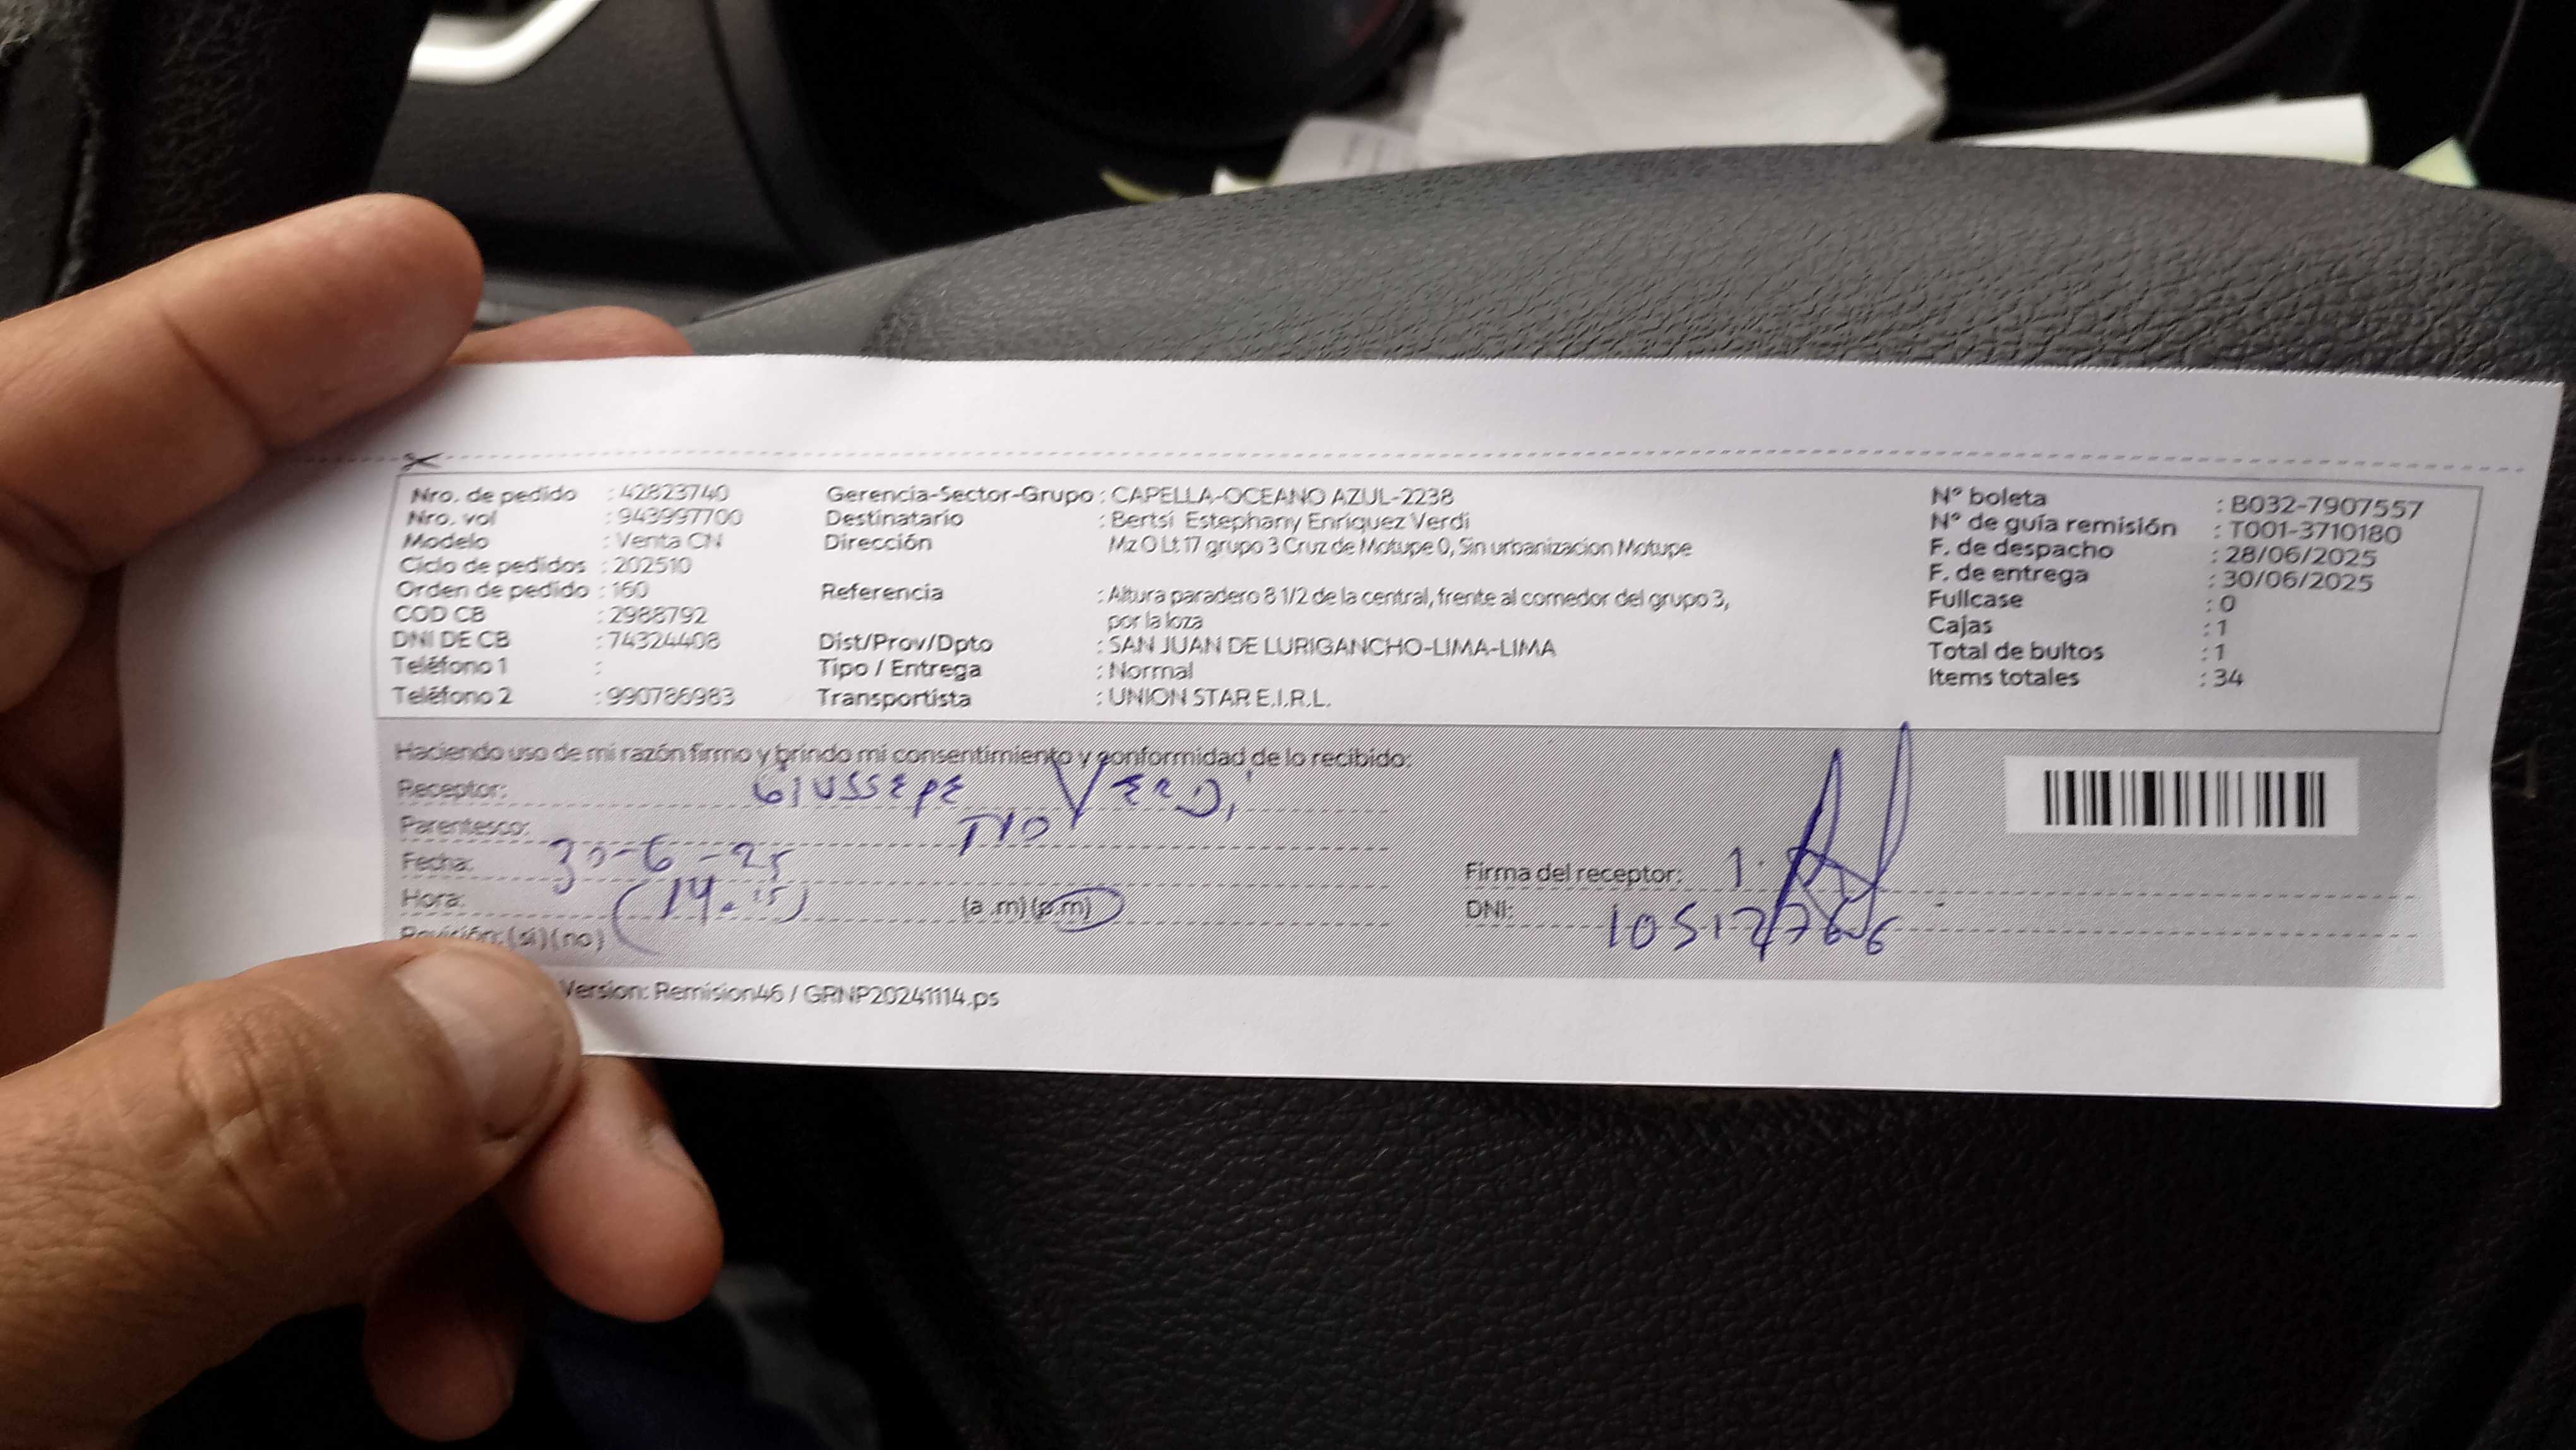 Nro. de pedido : 42823740
Nro. vol : 943997700
Modelo : Venta CN
Ciclo de pedidos : 202510
Orden de pedido : 160
COD CB : 2988792
DNI DE CB : 74324408
Teléfono 1 :
Teléfono 2 : 990786983
Gerencia-Sector-Grupo : CAPELLA-OCEANO AZUL-2238
Destinatario : Bertsi Estephany Enriquez Verdi
Dirección Mz O Lt 17 grupo 3 Cruz de Motupe 0, Sin urbanizacion Motupe
Referencia : Altura paradero 8 1/2 de la central, frente al comedor del grupo 3,
por la loza
Dist/Prov/Dpto : SAN JUAN DE LURIGANCHO-LIMA-LIMA
Tipo / Entrega : Normal
Transportista : UNION STAR E.I.R.L.
N° boleta : B032-7907557
N° de guía remisión : T001-3710180
F. de despacho : 28/06/2025
F. de entrega : 30/06/2025
Fullcase : 0
Cajas : 1
Total de bultos : 1
Items totales : 34
Haciendo uso de mi razón firmo y brindo mi consentimiento y conformidad de lo recibido:
Receptor: Giussepe Verdi
Parentesco: TIO
Fecha: 30-6-25
Hora: (14. 15) (a .m) (p.m)
Revisión: (si) (no)
Firma del receptor: 1.
DNI: 10512766
Version: Remision46 / GRNP20241114.ps